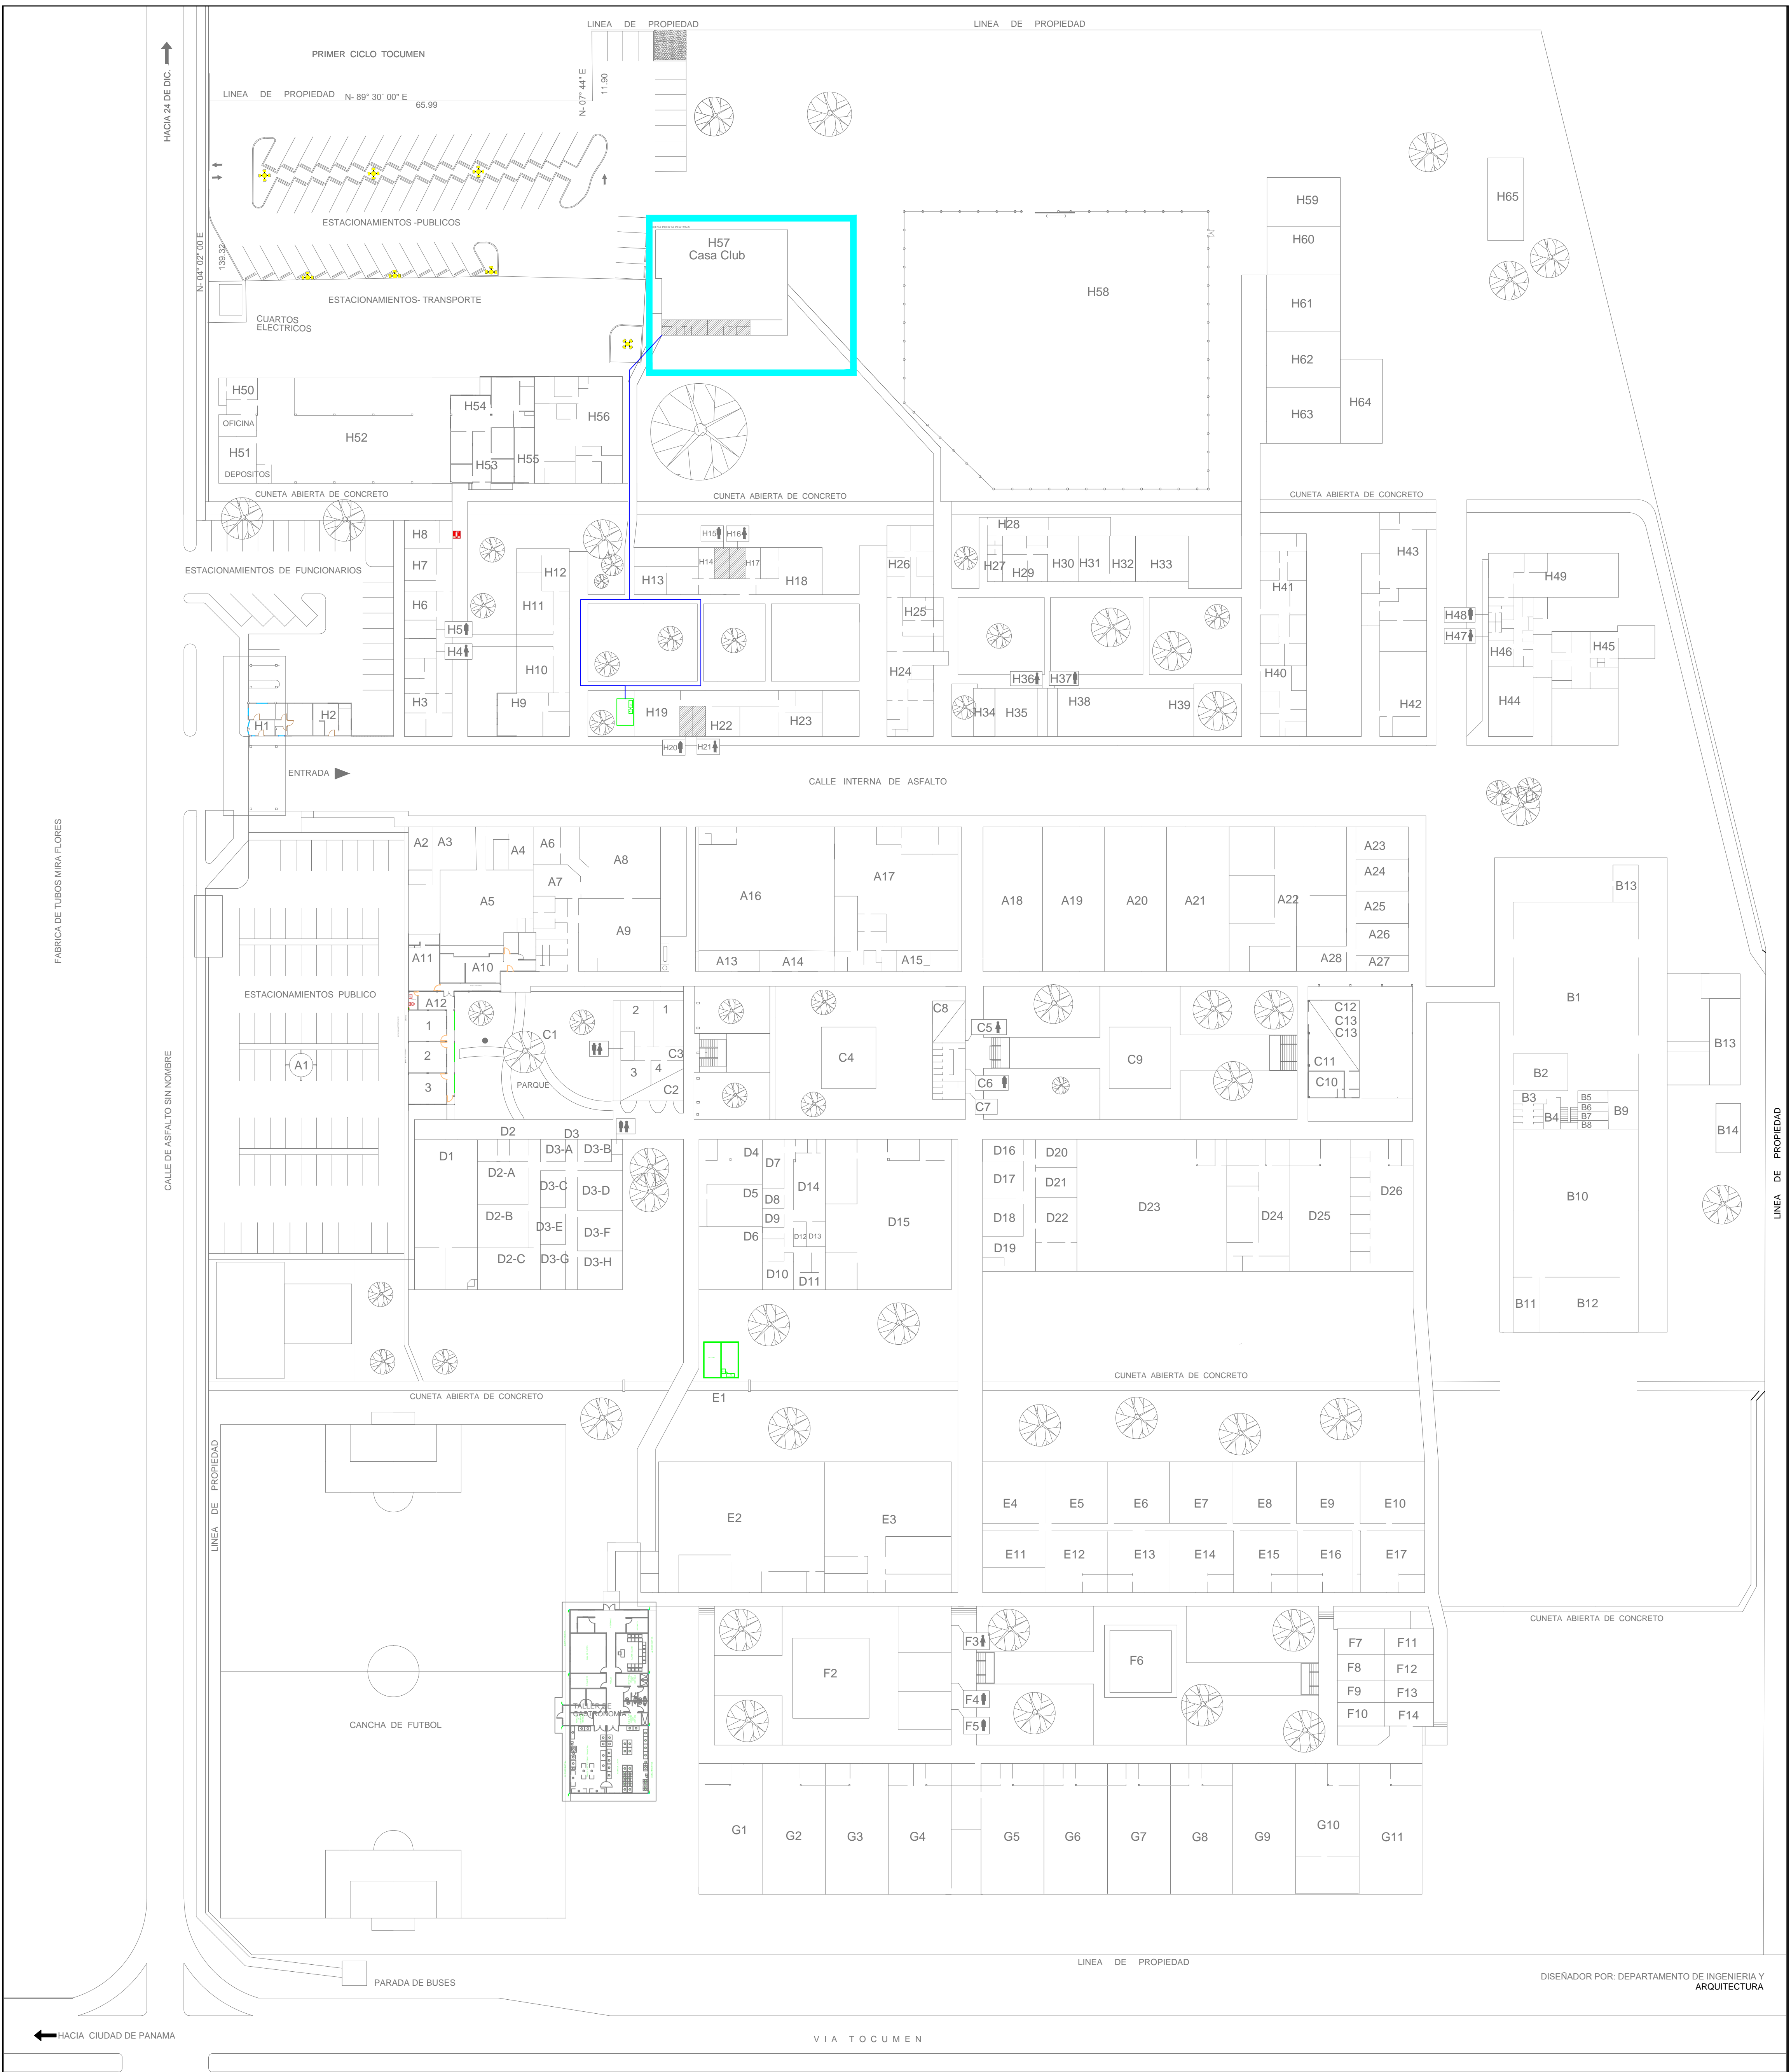 LINEA DE PROPIEDAD
LINEA DE PROPIEDAD
HACIA 24 DE DIC.
PRIMER CICLO TOCUMEN
LINEA DE PROPIEDAD N- 89° 30´ 00" E
65.99
N- 07° 44" E
11.90
ESTACIONAMIENTOS -PUBLICOS
N- 04° 02" 00 E
139.32
ESTACIONAMIENTOS- TRANSPORTE
CUARTOS
ELECTRICOS
H57
Casa Club
H58
H59
H60
H61
H62
H63
H64
H65
H50
OFICINA
H51
DEPOSITOS
H52
H54
H53
H55
H56
CUNETA ABIERTA DE CONCRETO
CUNETA ABIERTA DE CONCRETO
CUNETA ABIERTA DE CONCRETO
ESTACIONAMIENTOS DE FUNCIONARIOS
H8
H7
H6
H5
H4
H3
H12
H11
H10
H9
H1
H2
H13
H14
H15
H16
H17
H18
H19
H20
H21
H22
H23
H26
H25
H24
H28
H27
H29
H30
H31
H32
H33
H34
H35
H36
H37
H38
H39
H41
H40
H43
H42
H49
H48
H47
H46
H45
H44
ENTRADA
CALLE INTERNA DE ASFALTO
FABRICA DE TUBOS MIRA FLORES
CALLE DE ASFALTO SIN NOMBRE
ESTACIONAMIENTOS PUBLICO
A1
A2
A3
A4
A5
A6
A7
A8
A9
A10
A11
A12
1
2
3
A16
A17
A13
A14
A15
A18
A19
A20
A21
A22
A23
A24
A25
A26
A27
A28
C1
PARQUE
2
1
C3
3
4
C2
C4
C8
C5
C6
C7
C9
C12
C13
C13
C11
C10
B13
B1
B13
B2
B3
B4
B5
B6
B7
B8
B9
B14
B10
B11
B12
LINEA DE PROPIEDAD
D1
D2
D3
D2-A
D2-B
D2-C
D3-A
D3-B
D3-C
D3-D
D3-E
D3-F
D3-G
D3-H
D4
D5
D6
D7
D8
D9
D10
D11
D12
D13
D14
D15
D16
D17
D18
D19
D20
D21
D22
D23
D24
D25
D26
CUNETA ABIERTA DE CONCRETO
E1
CUNETA ABIERTA DE CONCRETO
LINEA DE PROPIEDAD
E2
E3
E4
E5
E6
E7
E8
E9
E10
E11
E12
E13
E14
E15
E16
E17
CUNETA ABIERTA DE CONCRETO
CANCHA DE FUTBOL
TALLER DE
GASTRONOMIA
F2
F3
F4
F5
F6
F7
F11
F8
F12
F9
F13
F10
F14
G1
G2
G3
G4
G5
G6
G7
G8
G9
G10
G11
LINEA DE PROPIEDAD
PARADA DE BUSES
DISEÑADOR POR: DEPARTAMENTO DE INGENIERIA Y
ARQUITECTURA
HACIA CIUDAD DE PANAMA
VIA TOCUMEN